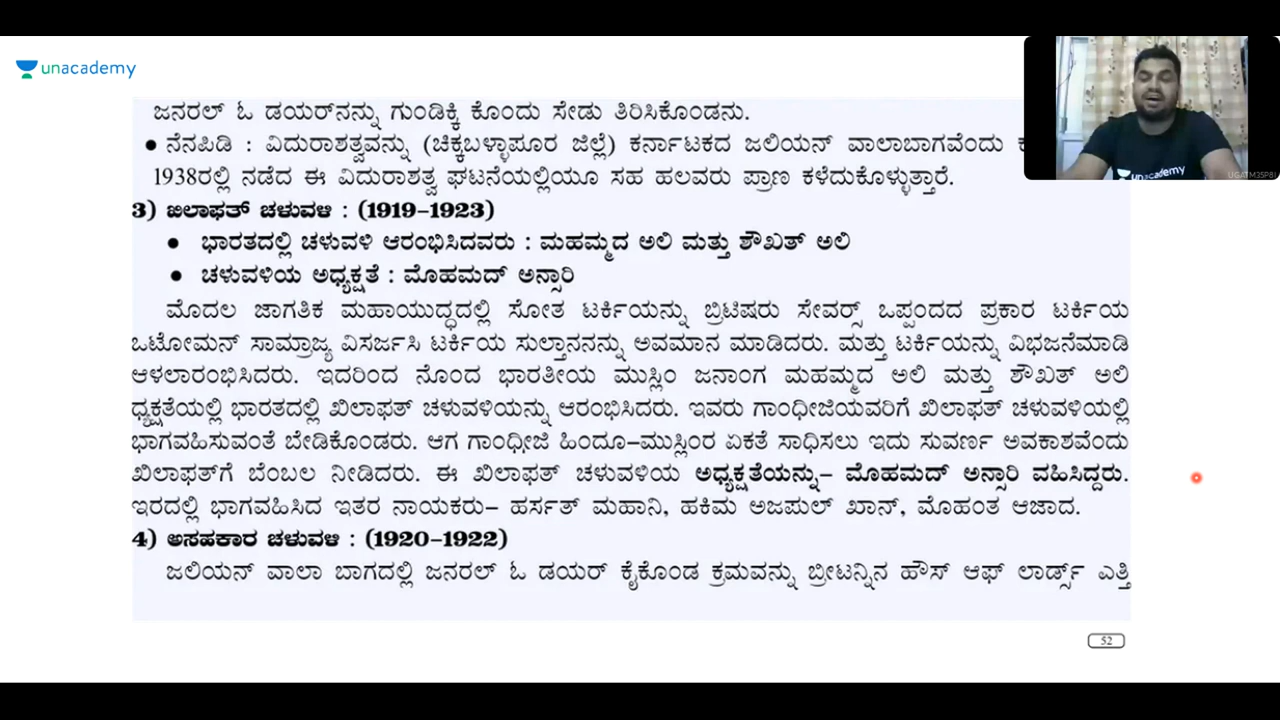 unacademy
ಜನರಲ್ ಓ ಡಯರ್‌ನನ್ನು ಗುಂಡಿಕ್ಕಿ ಕೊಂದು ಸೇಡು ತಿರಿಸಿಕೊಂಡನು.
● ನೆನಪಿಡಿ : ವಿದುರಾಶತ್ವವನ್ನು (ಚಿಕ್ಕಬಳ್ಳಾಪೂರ ಜಿಲ್ಲೆ) ಕರ್ನಾಟಕದ ಜಲಿಯನ್ ವಾಲಾಬಾಗವೆಂದು
1938ರಲ್ಲಿ ನಡೆದ ಈ ವಿದುರಾಶತ್ವ ಘಟನೆಯಲ್ಲಿಯೂ ಸಹ ಹಲವರು ಪ್ರಾಣ ಕಳೆದುಕೊಳ್ಳುತ್ತಾರೆ.
3) ಖಿಲಾಫತ್ ಚಳುವಳಿ : (1919–1923)
● ಭಾರತದಲ್ಲಿ ಚಳುವಳಿ ಆರಂಭಿಸಿದವರು : ಮಹಮ್ಮದ ಅಲಿ ಮತ್ತು ಶೌಖತ್ ಅಲಿ
● ಚಳುವಳಿಯ ಅಧ್ಯಕ್ಷತೆ : ಮೊಹಮದ್ ಅನ್ಸಾರಿ
ಮೊದಲ ಜಾಗತಿಕ ಮಹಾಯುದ್ಧದಲ್ಲಿ ಸೋತ ಟರ್ಕಿಯನ್ನು ಬ್ರಿಟಿಷರು ಸೇವರ್ಸ್ ಒಪ್ಪಂದದ ಪ್ರಕಾರ ಟರ್ಕಿಯ
ಒಟೋಮನ್ ಸಾಮ್ರಾಜ್ಯ ವಿಸರ್ಜಿಸಿ ಟರ್ಕಿಯ ಸುಲ್ತಾನನನ್ನು ಅವಮಾನ ಮಾಡಿದರು. ಮತ್ತು ಟರ್ಕಿಯನ್ನು ವಿಭಜನೆಮಾಡಿ
ಆಳಲಾರಂಭಿಸಿದರು. ಇದರಿಂದ ನೊಂದ ಭಾರತೀಯ ಮುಸ್ಲಿಂ ಜನಾಂಗ ಮಹಮ್ಮದ ಅಲಿ ಮತ್ತು ಶೌಖತ್ ಅಲಿ
ಧ್ಯಕ್ಷತೆಯಲ್ಲಿ ಭಾರತದಲ್ಲಿ ಖಿಲಾಫತ್ ಚಳುವಳಿಯನ್ನು ಆರಂಭಿಸಿದರು. ಇವರು ಗಾಂಧೀಜಿಯವರಿಗೆ ಖಿಲಾಫತ್ ಚಳುವಳಿಯಲ್ಲಿ
ಭಾಗವಹಿಸುವಂತೆ ಬೇಡಿಕೊಂಡರು. ಆಗ ಗಾಂಧೀಜಿ ಹಿಂದೂ–ಮುಸ್ಲಿಂರ ಏಕತೆ ಸಾಧಿಸಲು ಇದು ಸುವರ್ಣ ಅವಕಾಶವೆಂದು
ಖಿಲಾಫತ್‌ಗೆ ಬೆಂಬಲ ನೀಡಿದರು. ಈ ಖಿಲಾಫತ್ ಚಳುವಳಿಯ ಅಧ್ಯಕ್ಷತೆಯನ್ನು– ಮೊಹಮದ್ ಅನ್ಸಾರಿ ವಹಿಸಿದ್ದರು.
ಇರದಲ್ಲಿ ಭಾಗವಹಿಸಿದ ಇತರ ನಾಯಕರು– ಹರ್ಸತ್ ಮಹಾನಿ, ಹಕಿಮ ಅಜಪುಲ್ ಖಾನ್, ಮೊಹಂತ ಆಜಾದ.
4) ಅಸಹಕಾರ ಚಳುವಳಿ : (1920–1922)
ಜಲಿಯನ್ ವಾಲಾ ಬಾಗದಲ್ಲಿ ಜನರಲ್ ಓ ಡಯರ್ ಕೈಕೊಂಡ ಕ್ರಮವನ್ನು ಬ್ರೀಟನ್ನಿನ ಹೌಸ್ ಆಫ್ ಲಾರ್ಡ್ಸ್ ಎತ್ತಿ
52
unacademy